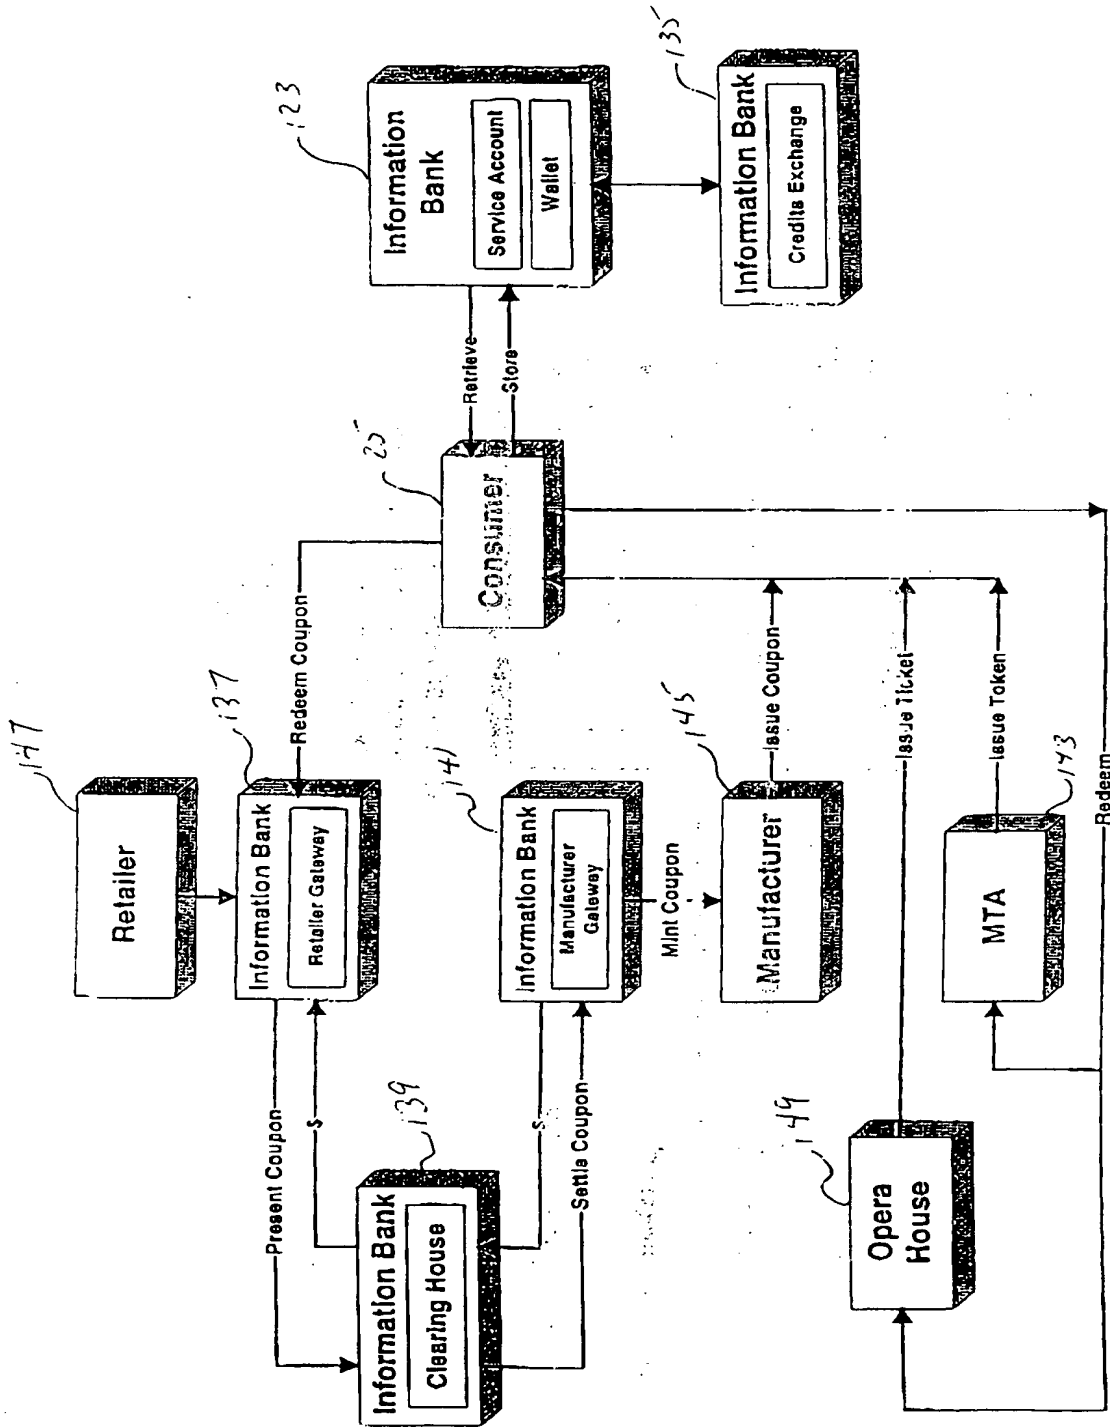 147
Retailer
137
Information Bank
Retailer Gateway
Redeem Coupon
Present Coupon
$
139
Information Bank
Clearing House
$
Settle Coupon
141
Information Bank
Manufacturer
Gateway
Mint Coupon
145
Manufacturer
Issue Coupon
25
Consumer
Retrieve
Store
123
Information
Bank
Service Account
Wallet
135
Information Bank
Credits Exchange
149
Opera
House
Issue Ticket
143
MTA
Issue Token
Redeem